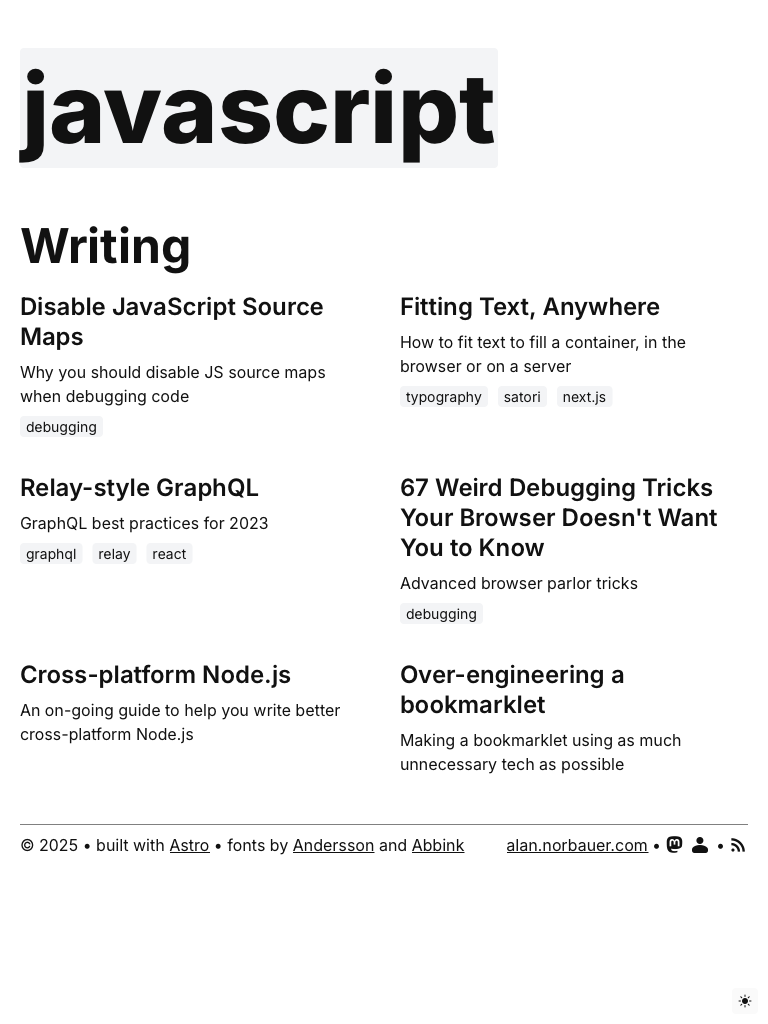 javascript
Writing
Disable JavaScript Source
Maps
Why you should disable JS source maps
when debugging code
debugging
Fitting Text, Anywhere
How to fit text to fill a container, in the
browser or on a server
typography satori next.js
Relay-style GraphQL
GraphQL best practices for 2023
graphql relay react
67 Weird Debugging Tricks
Your Browser Doesn't Want
You to Know
Advanced browser parlor tricks
debugging
Cross-platform Node.js
An on-going guide to help you write better
cross-platform Node.js
Over-engineering a
bookmarklet
Making a bookmarklet using as much
unnecessary tech as possible
© 2025 • built with Astro • fonts by Andersson and Abbink alan.norbauer.com • •